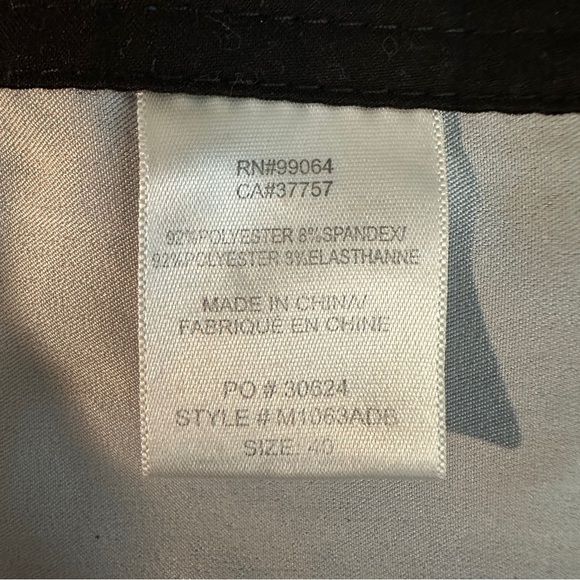 RN#99064
CA#37757
92%POLYESTER 8%SPANDEX/
92%POLYESTER 8%ELASTHANNE
MADE IN CHINA/
FABRIQUÉ EN CHINE
PO # 30624
STYLE # M1063ADB
SIZE: 40